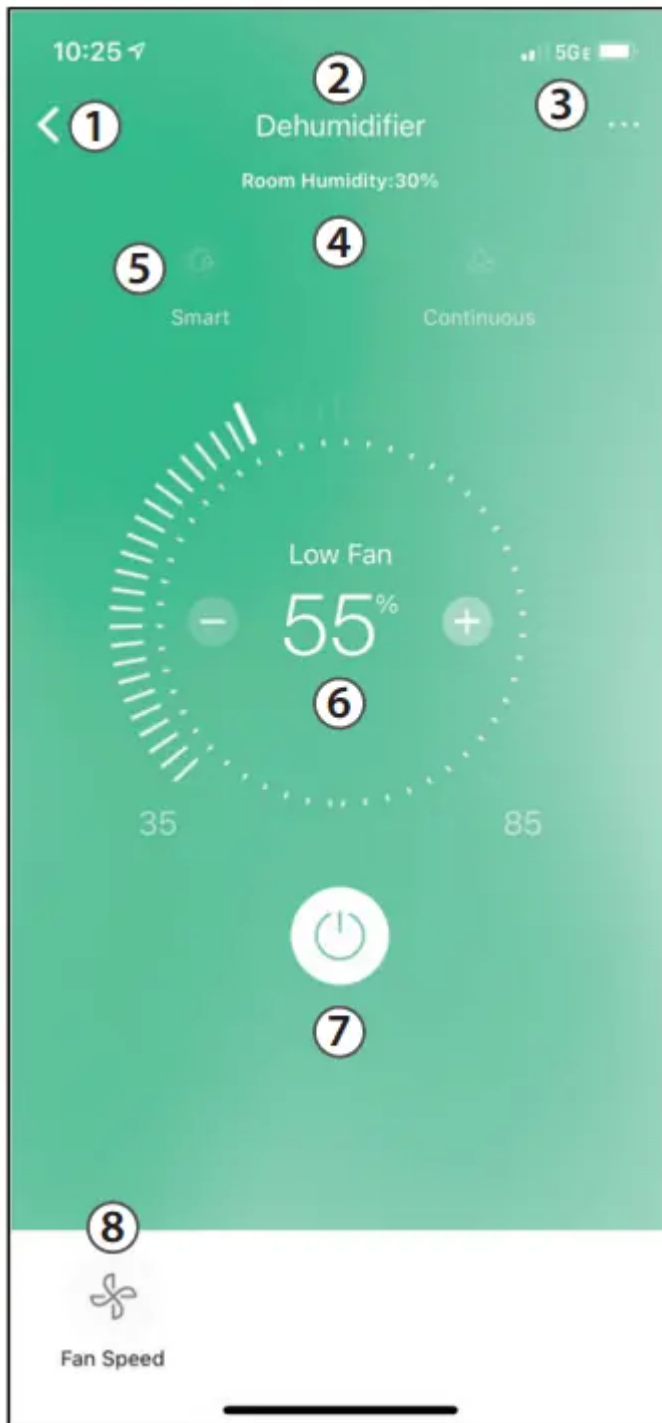 10:25
5GE
2
3
1
Dehumidifier
...
Room Humidity:30%
4
5
Smart
Continuous
Low Fan
55%
6
35
85
7
8
Fan Speed